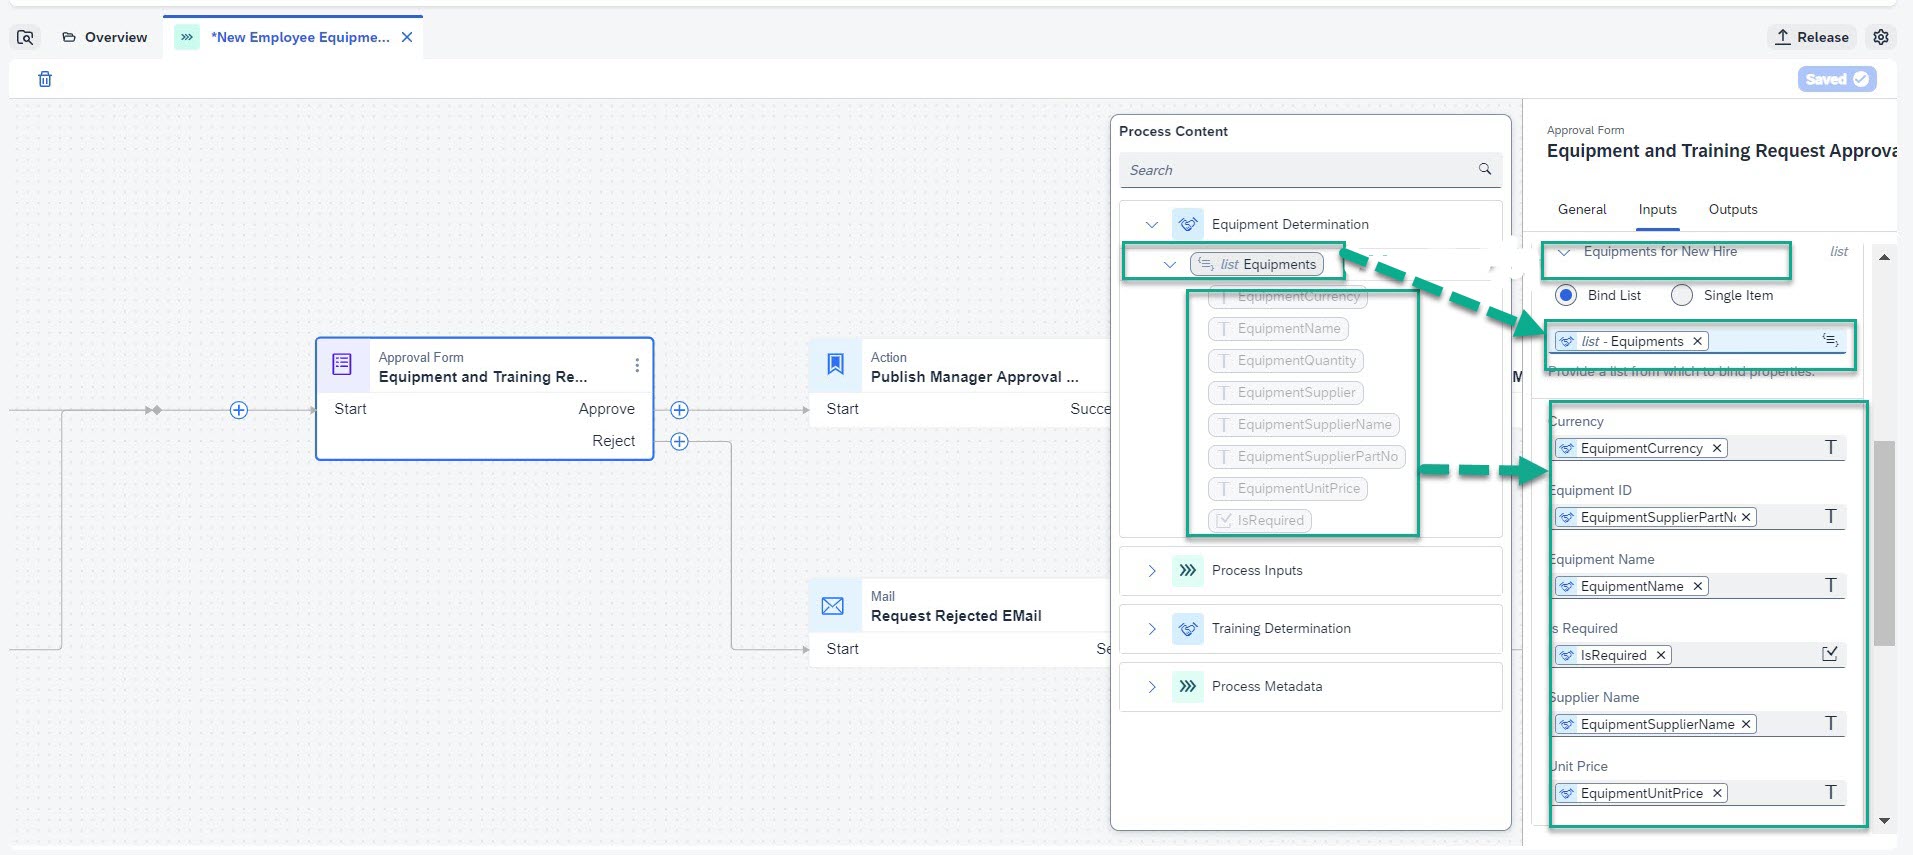 Overview
*New Employee Equipme...
Release
Saved
Approval Form
Equipment and Training Re...
Start
Approve
Reject
Action
Publish Manager Approval ...
Start
Succe
Mail
Request Rejected EMail
Start
Se
M
Process Content
Search
Equipment Determination
list Equipments
EquipmentCurrency
EquipmentName
EquipmentQuantity
EquipmentSupplier
EquipmentSupplierName
EquipmentSupplierPartNo
EquipmentUnitPrice
IsRequired
Process Inputs
Training Determination
Process Metadata
Approval Form
Equipment and Training Request Approva
General
Inputs
Outputs
Equipments for New Hire
list
Bind List
Single Item
list - Equipments
Provide a list from which to bind properties.
Currency
EquipmentCurrency
Equipment ID
EquipmentSupplierPartNo
Equipment Name
EquipmentName
Is Required
IsRequired
Supplier Name
EquipmentSupplierName
Unit Price
EquipmentUnitPrice